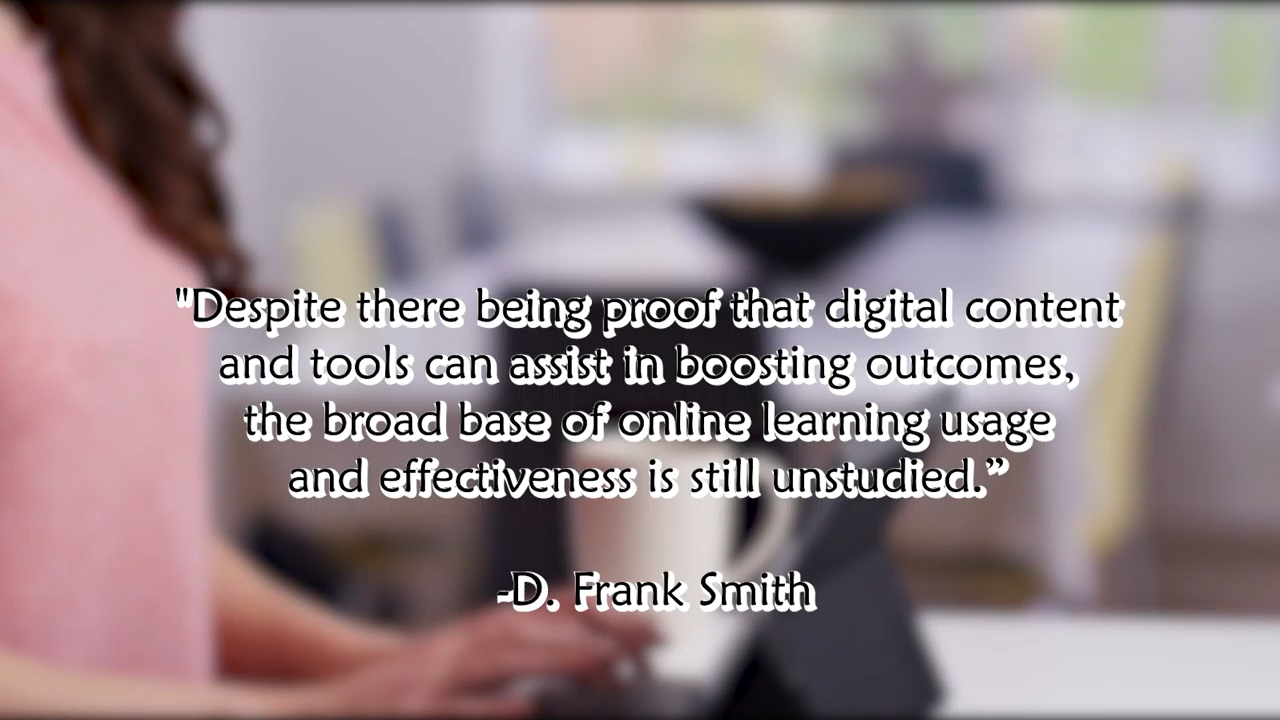 "Despite there being proof that digital content
and tools can assist in boosting outcomes,
the broad base of online learning usage
and effectiveness is still unstudied.”
-D. Frank Smith